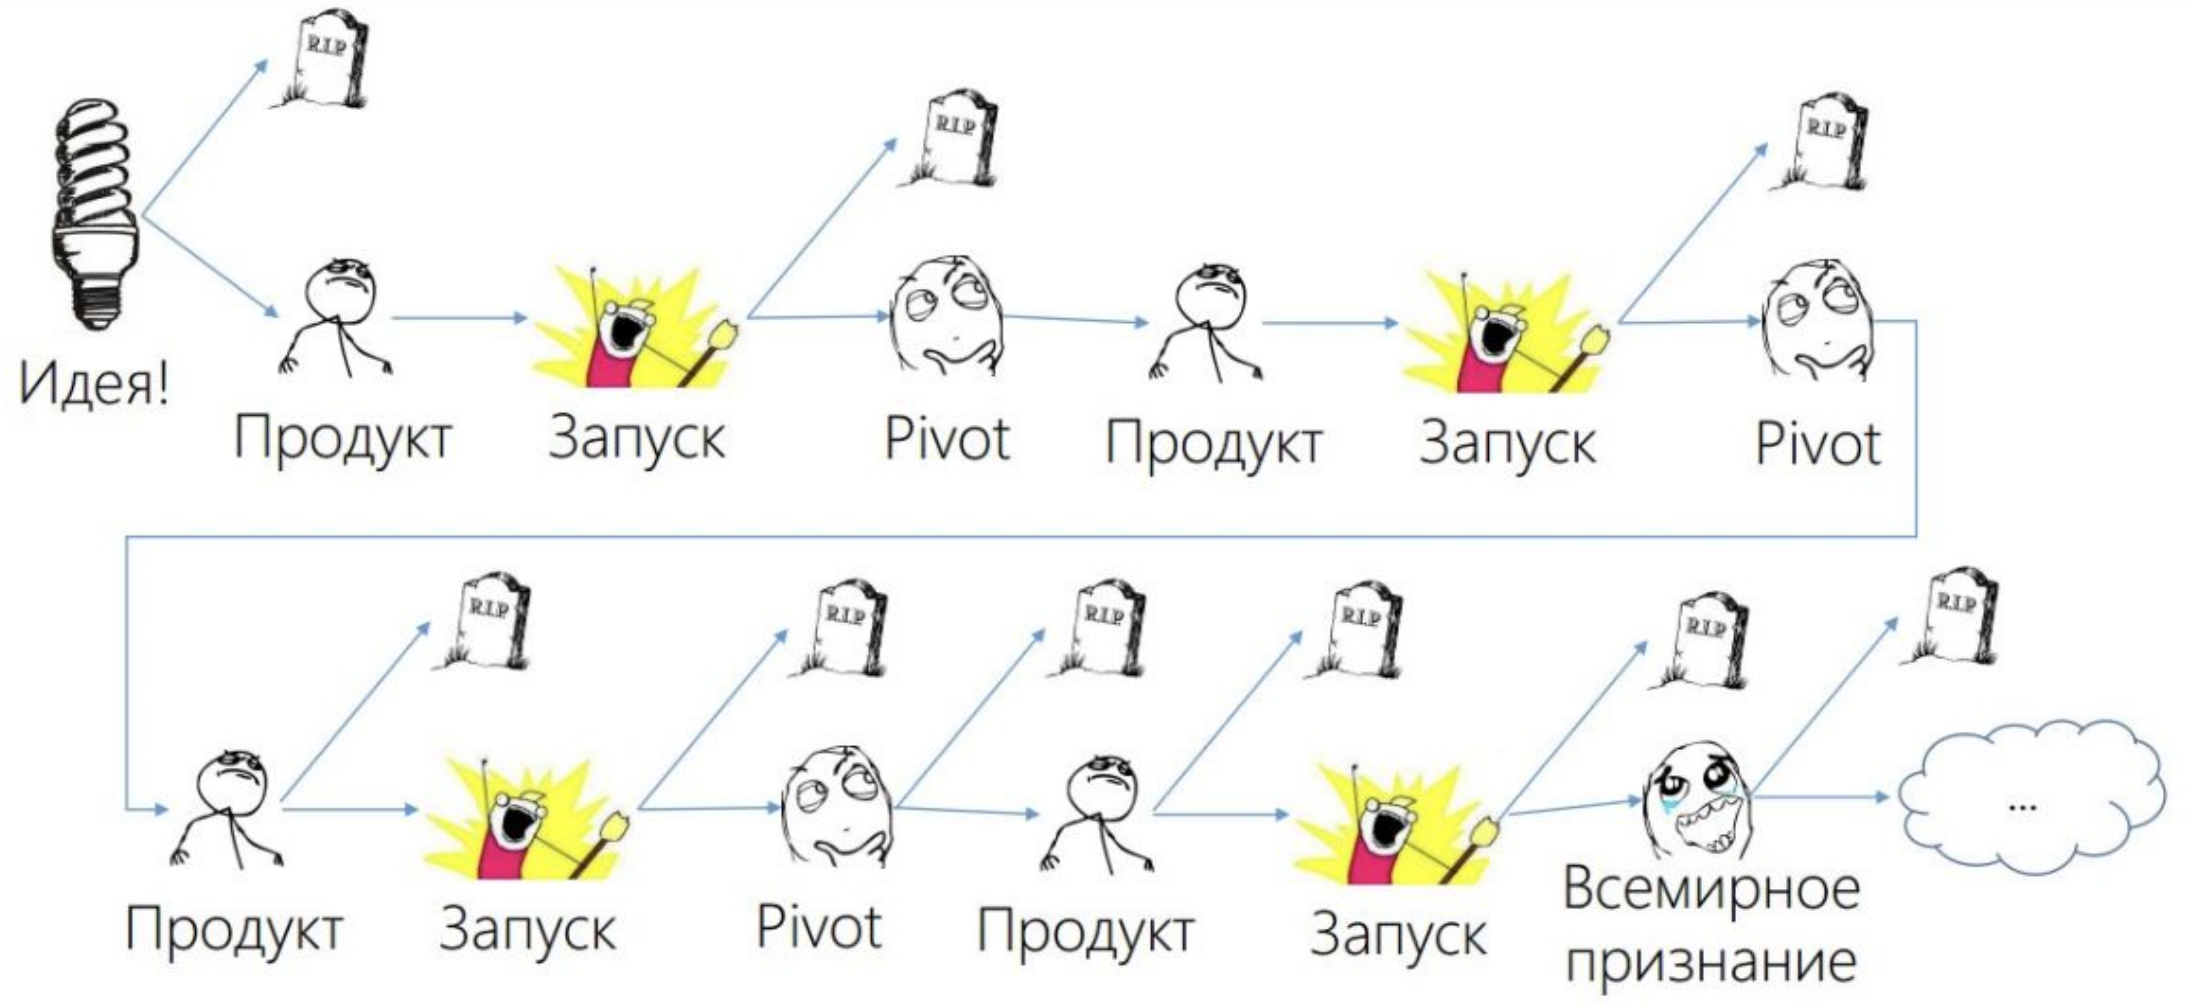 R.I.P
R.I.P
R.I.P
Идея!
Продукт
Запуск
Pivot
Продукт
Запуск
Pivot
R.I.P
R.I.P
R.I.P
R.I.P
R.I.P
R.I.P
...
Продукт
Запуск
Pivot
Продукт
Запуск
Всемирное
признание